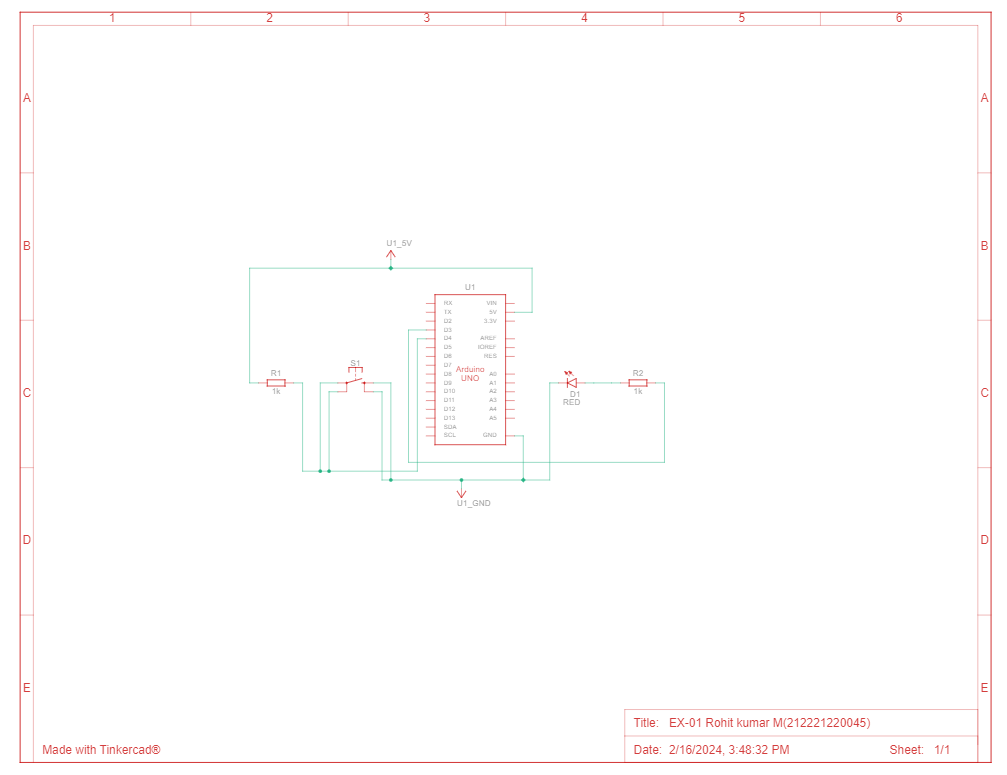 1 2 3 4 5 6
A A
B B
U1_5V
U1
RX VIN
TX 5V
D2 3.3V
D3
D4 AREF
D5 IOREF
D6 RES
D7
Arduino
UNO
D8 A0
D9 A1
D10 A2
D11 A3
D12 A4
D13 A5
SDA
SCL GND
R1
1k
S1
D1
RED
R2
1k
C C
U1_GND
D D
E E
Title: EX-01 Rohit kumar M(212221220045)
Made with Tinkercad®
Date: 2/16/2024, 3:48:32 PM Sheet: 1/1